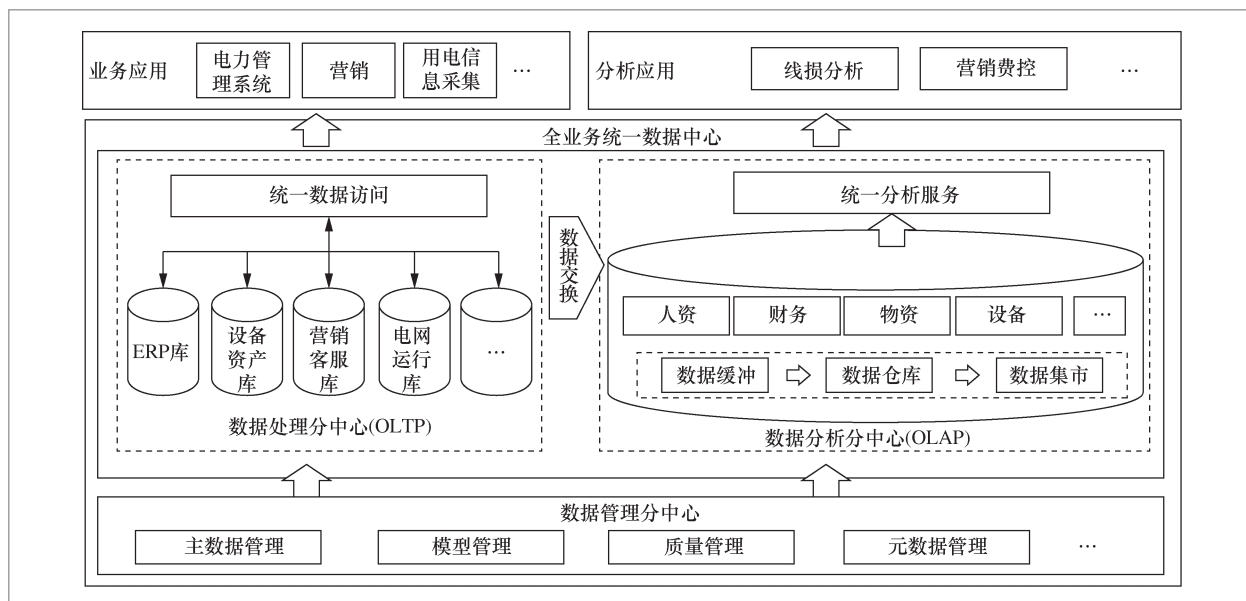 业务应用
电力管
理系统
营销
用电信
息采集
…
分析应用
线损分析
营销费控
…
全业务统一数据中心
统一数据访问
ERP库
设备
资产
库
营销
客服
库
电网
运行
库
…
数据处理分中心(OLTP)
数据交换
统一分析服务
人资
财务
物资
设备
…
数据缓冲
数据仓库
数据集市
数据分析分中心(OLAP)
数据管理分中心
主数据管理
模型管理
质量管理
元数据管理
…